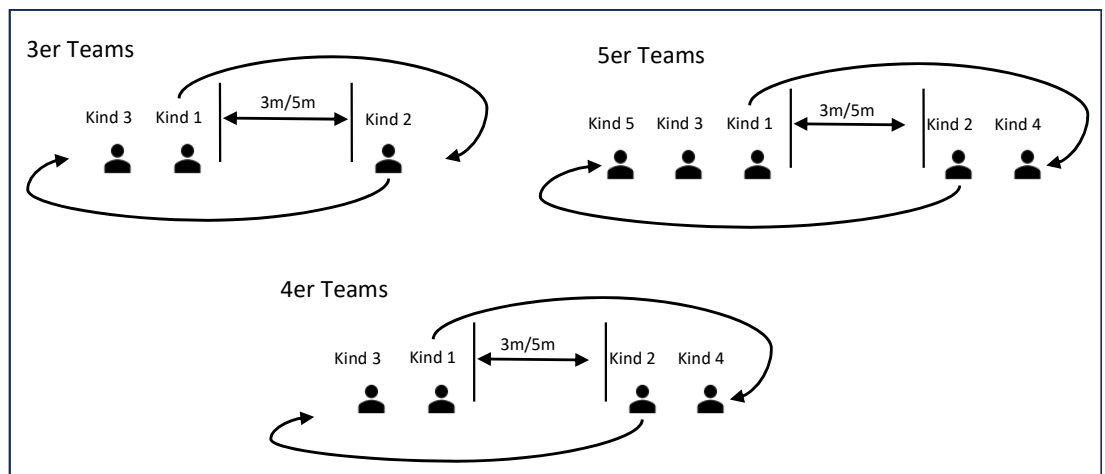 3er Teams
Kind 3 Kind 1 3m/5m Kind 2
5er Teams
Kind 5 Kind 3 Kind 1 3m/5m Kind 2 Kind 4
4er Teams
Kind 3 Kind 1 3m/5m Kind 2 Kind 4